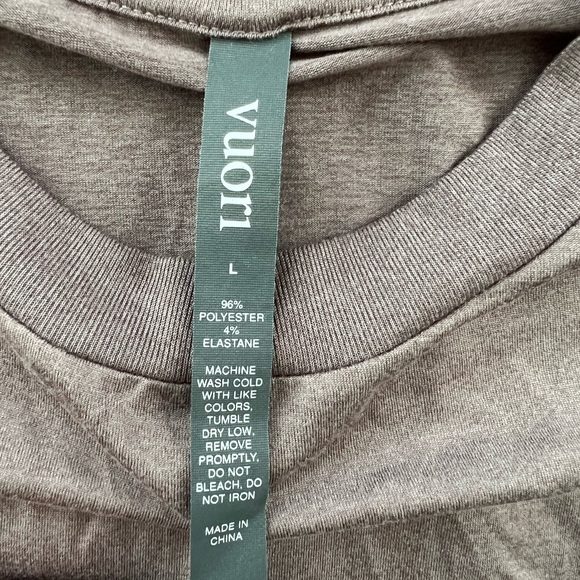 vuori
L
96%
POLYESTER
4%
ELASTANE
MACHINE
WASH COLD
WITH LIKE
COLORS,
TUMBLE
DRY LOW,
REMOVE
PROMPTLY,
DO NOT
BLEACH, DO
NOT IRON
MADE IN
CHINA